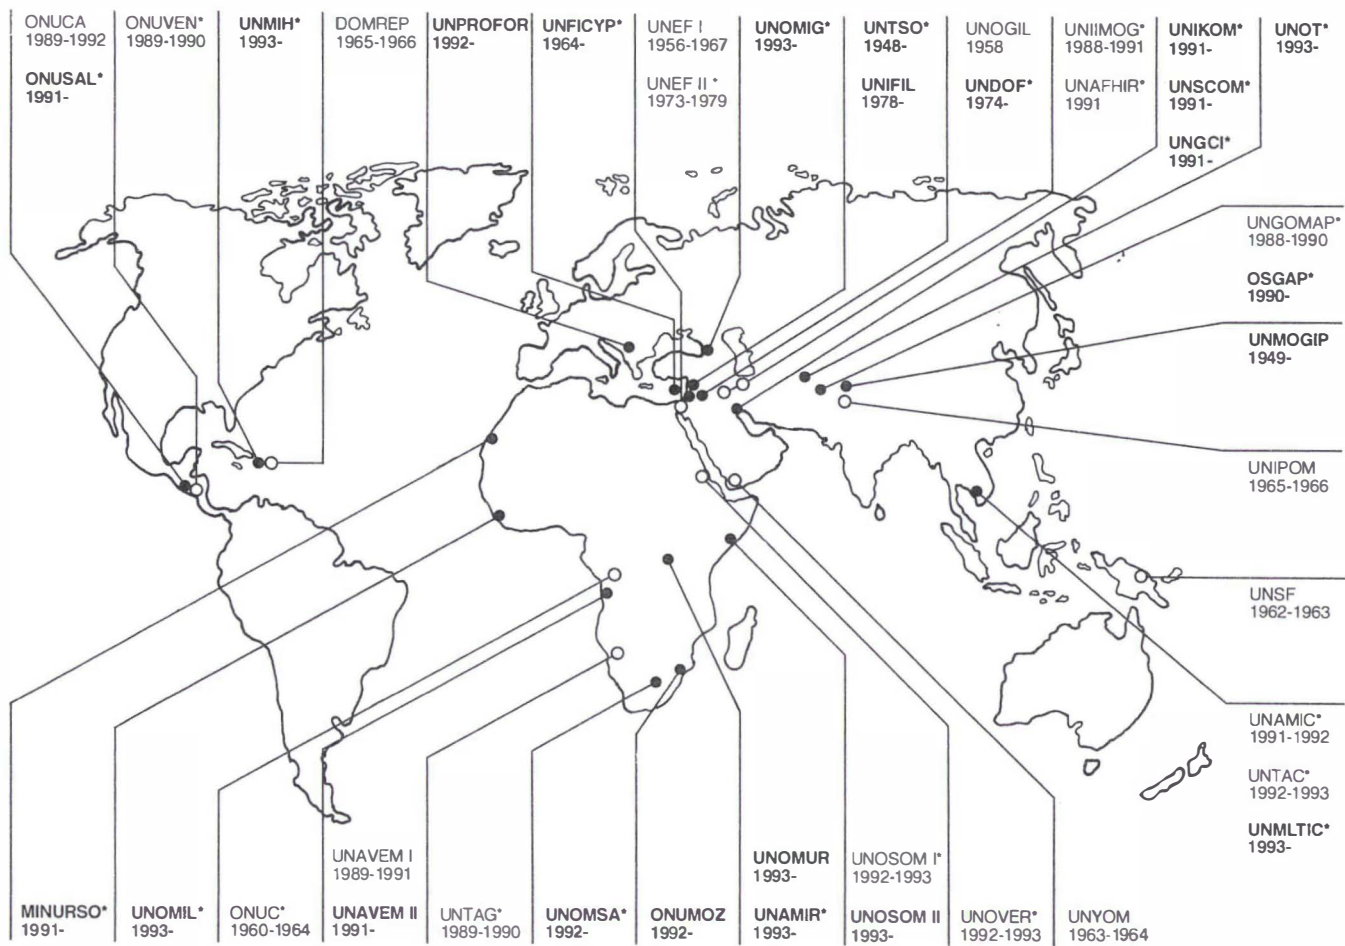 ONUCA
1989-1992
ONUSAL*
1991-
ONUVEN*
1989-1990
UNMIH*
1993-
DOMREP
1965-1966
UNPROFOR
1992-
UNFICYP*
1964-
UNEF I
1956-1967
UNEF II *
1973-1979
UNOMIG*
1993-
UNTSO*
1948-
UNIFIL
1978-
UNOGIL
1958
UNDOF*
1974-
UNIIMOG*
1988-1991
UNAFHIR*
1991
UNIKOM*
1991-
UNSCOM*
1991-
UNGCI*
1991-
UNOT*
1993-
UNGOMAP*
1988-1990
OSGAP*
1990-
UNMOGIP
1949-
UNIPOM
1965-1966
UNSF
1962-1963
UNAMIC*
1991-1992
UNTAC*
1992-1993
UNMLTIC*
1993-
MINURSO*
1991-
UNOMIL*
1993-
ONUC*
1960-1964
UNAVEM I
1989-1991
UNAVEM II
1991-
UNTAG*
1989-1990
UNOMSA*
1992-
ONUMOZ
1992-
UNOMUR
1993-
UNAMIR*
1993-
UNOSOM I*
1992-1993
UNOSOM II
1993-
UNOVER*
1992-1993
UNYOM
1963-1964